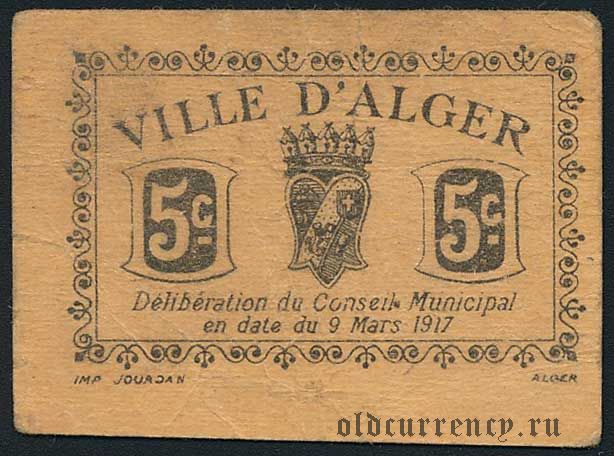 VILLE D'ALGER
5c. 5c.
Délibération du Conseil Municipal
en date du 9 Mars 1917
IMP JOURDAN ALGER
oldcurrency.ru